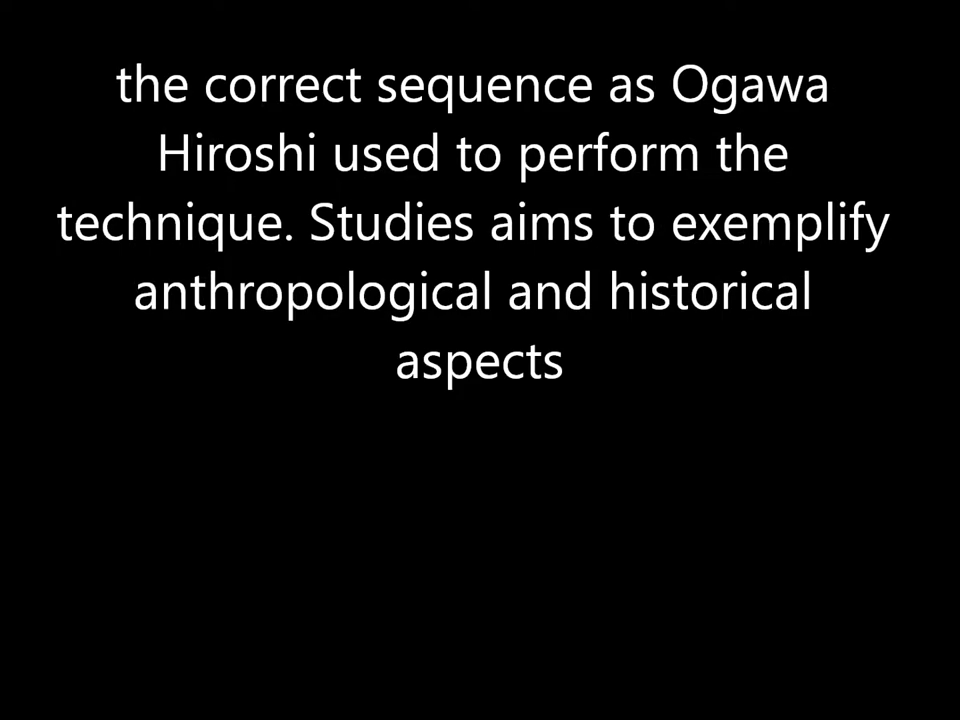 the correct sequence as Ogawa
Hiroshi used to perform the
technique. Studies aims to exemplify
anthropological and historical
aspects